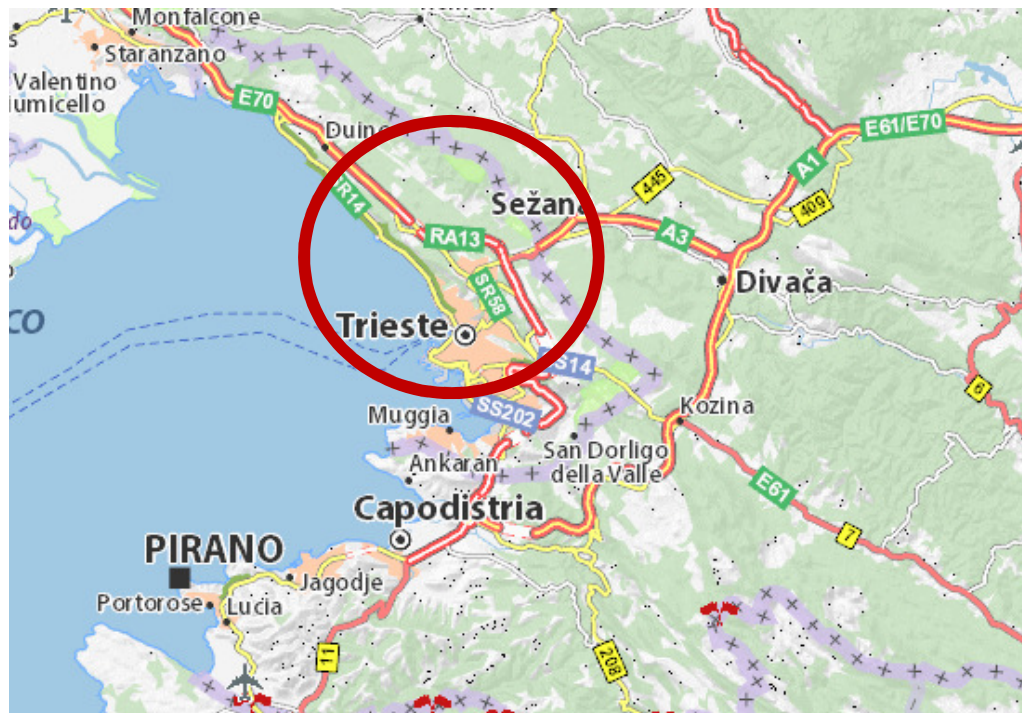 Monfalcone
Staranzano
Valentino
iumicello
E70
Duino
E61/E70
A1
445
409
R14
Sežana
RA13
A3
do
SR58
Divača
CO
Trieste
S14
6
SS202
Muggia
Kozina
Ankaran
San Dorligo
della Valle
E61
Capodistria
7
PIRANO
Jagodje
Portorose
Lucia
11
208